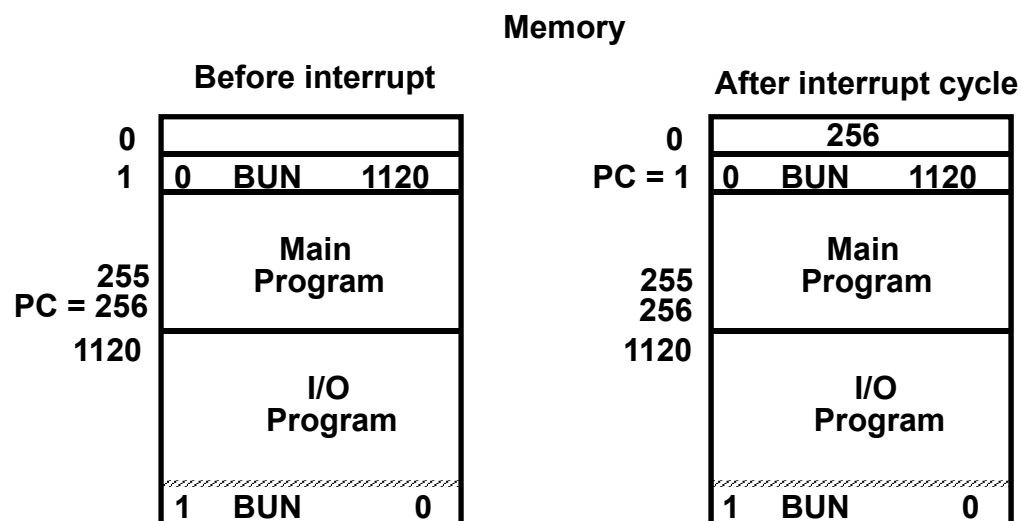 Memory
Before interrupt
0
1
0 BUN 1120
Main
Program
255
PC = 256
1120
I/O
Program
1 BUN 0
After interrupt cycle
0
256
PC = 1
0 BUN 1120
Main
Program
255
256
1120
I/O
Program
1 BUN 0